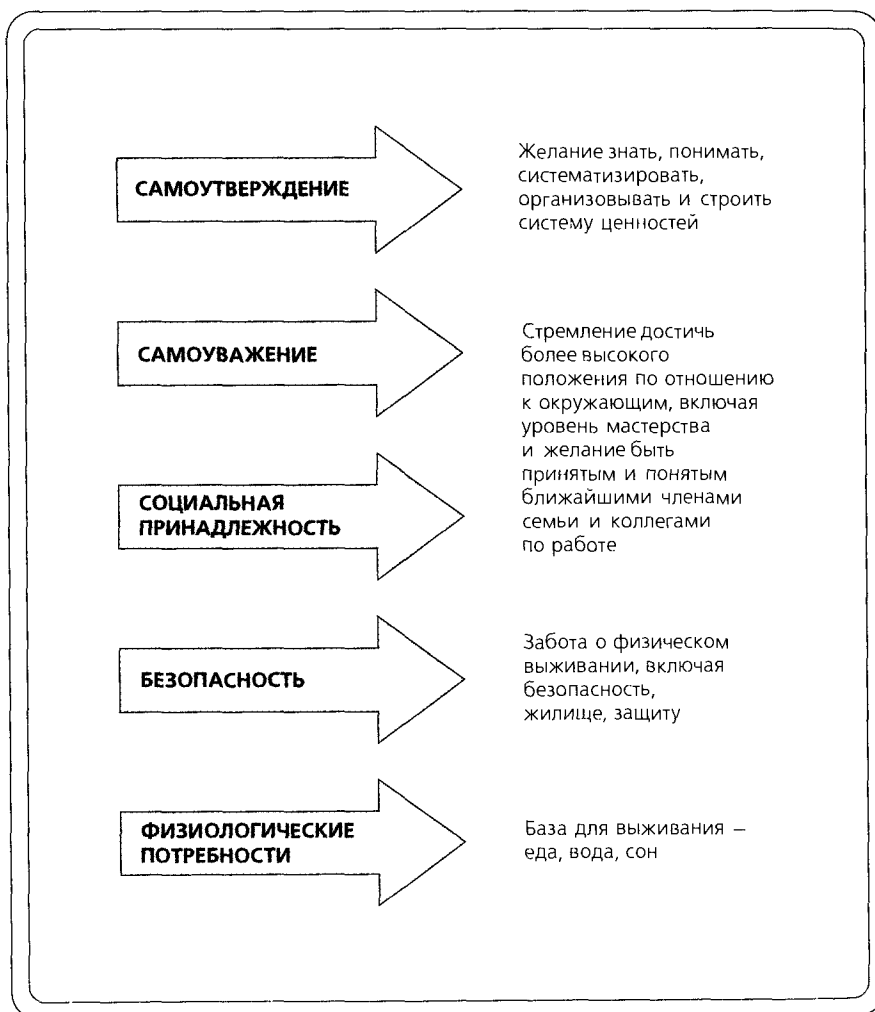 САМОУТВЕРЖДЕНИЕ
Желание знать, понимать,
систематизировать,
организовывать и строить
систему ценностей
САМОУВАЖЕНИЕ
Стремление достичь
более высокого
положения по отношению
к окружающим, включая
уровень мастерства
и желание быть
принятым и понятым
ближайшими членами
семьи и коллегами
по работе
СОЦИАЛЬНАЯ
ПРИНАДЛЕЖНОСТЬ
БЕЗОПАСНОСТЬ
Забота о физическом
выживании, включая
безопасность,
жилище, защиту
ФИЗИОЛОГИЧЕСКИЕ
ПОТРЕБНОСТИ
База для выживания –
еда, вода, сон